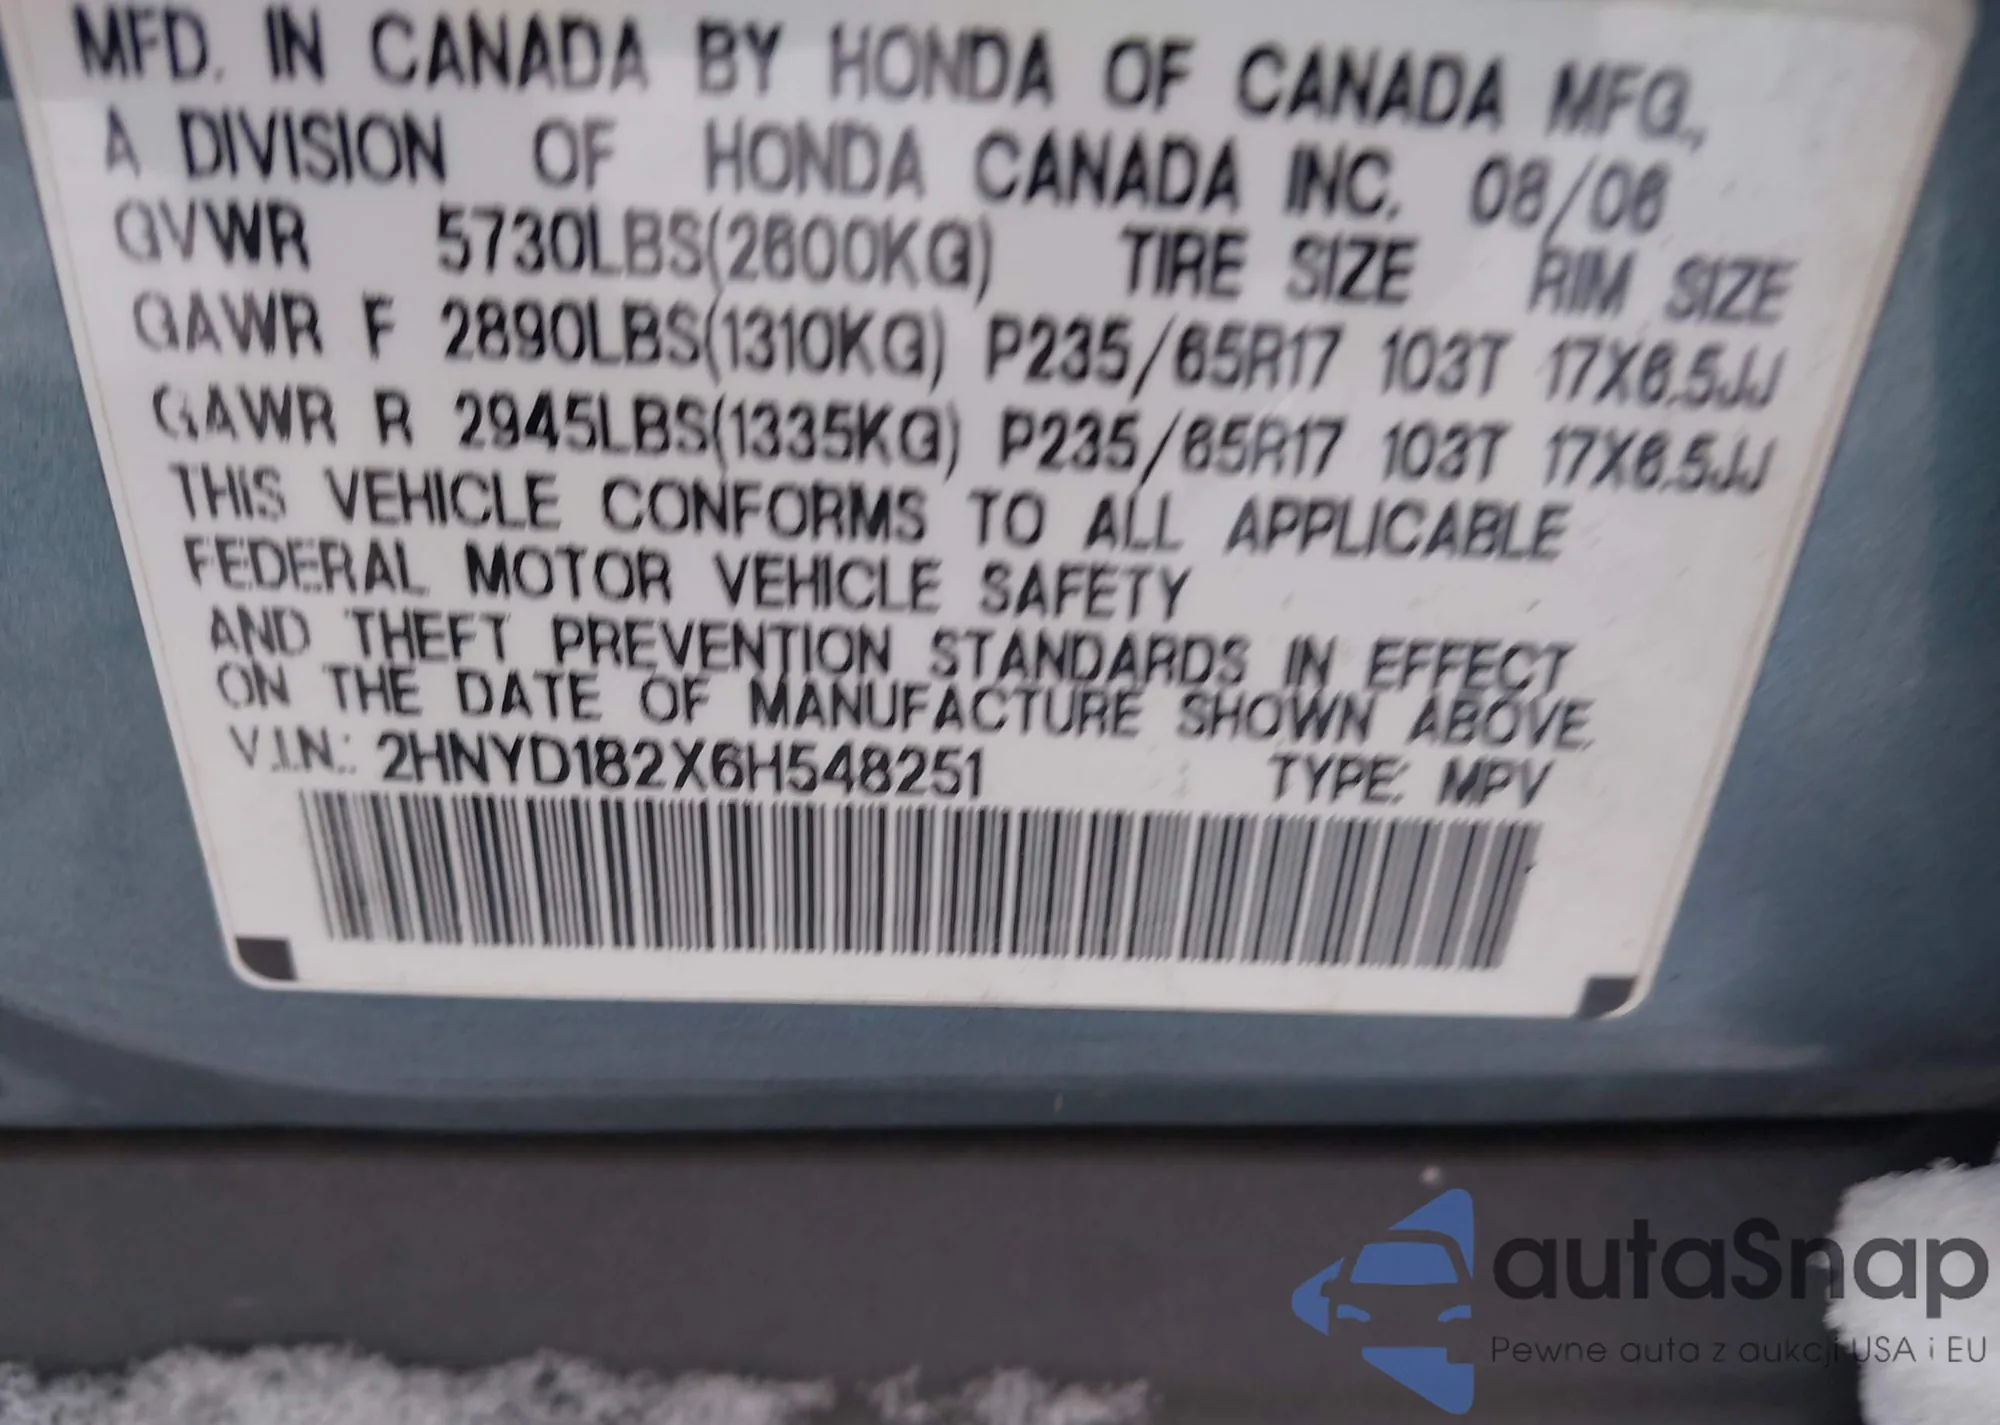 MFD. IN CANADA BY HONDA OF CANADA MFG.,
A DIVISION OF HONDA CANADA INC. 08/06
GVWR 5730LBS(2600KG) TIRE SIZE RIM SIZE
GAWR F 2890LBS(1310KG) P235/65R17 103T 17X6.5JJ
GAWR R 2945LBS(1335KG) P235/65R17 103T 17X6.5JJ
THIS VEHICLE CONFORMS TO ALL APPLICABLE
FEDERAL MOTOR VEHICLE SAFETY
AND THEFT PREVENTION STANDARDS IN EFFECT
ON THE DATE OF MANUFACTURE SHOWN ABOVE.
V.I.N.: 2HNYD182X6H548251 TYPE: MPV
autaSnap
Pewne auta z aukcji USA i EU